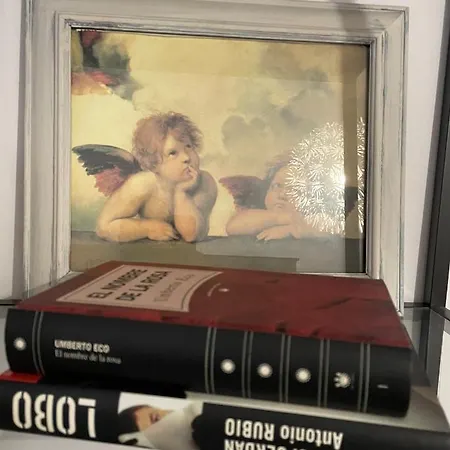 EL NOMBRE
DE LA ROSA
UMBERTO ECO
El nombre de la rosa
I
LOBO
Antonio RUBIO